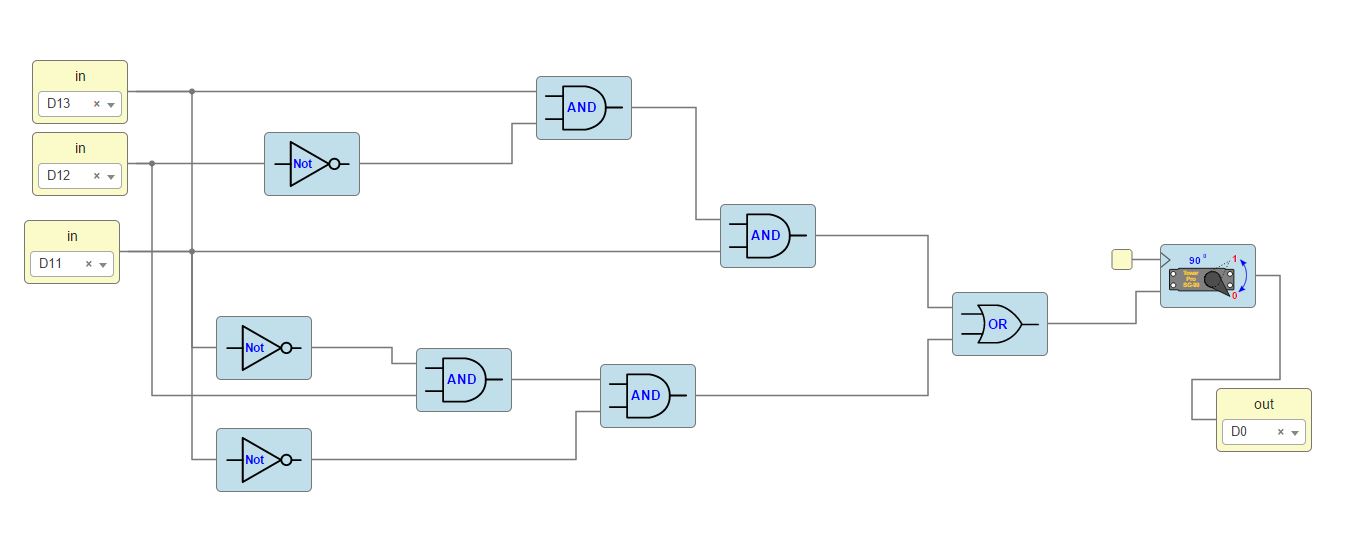 in
D13 ×
in
D12 ×
in
D11 ×
Not
AND
AND
Not
AND
AND
Not
OR
90 0
1
Tower
Pro
SG-90
0
out
D0 ×